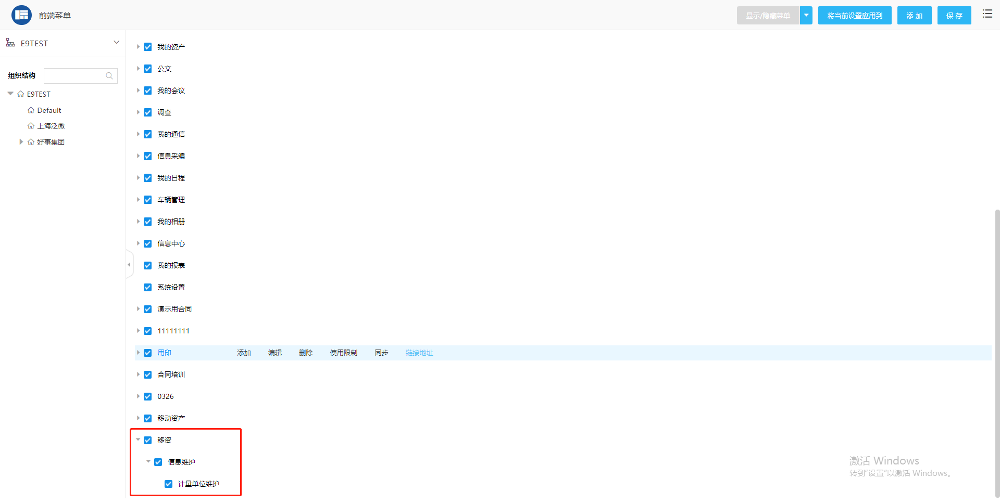 前端菜单
显示/隐藏菜单
将当前设置应用到
添 加
保 存
E9TEST
组织结构
E9TEST
Default
上海泛微
好事集团
我的资产
公文
我的会议
调查
我的通信
信息采编
我的日程
车辆管理
我的相册
信息中心
我的报表
系统设置
演示用合同
11111111
用印 添加 编辑 删除 使用限制 同步 链接地址
合同培训
0326
移动资产
移资
信息维护
计量单位维护
激活 Windows
转到"设置"以激活 Windows。